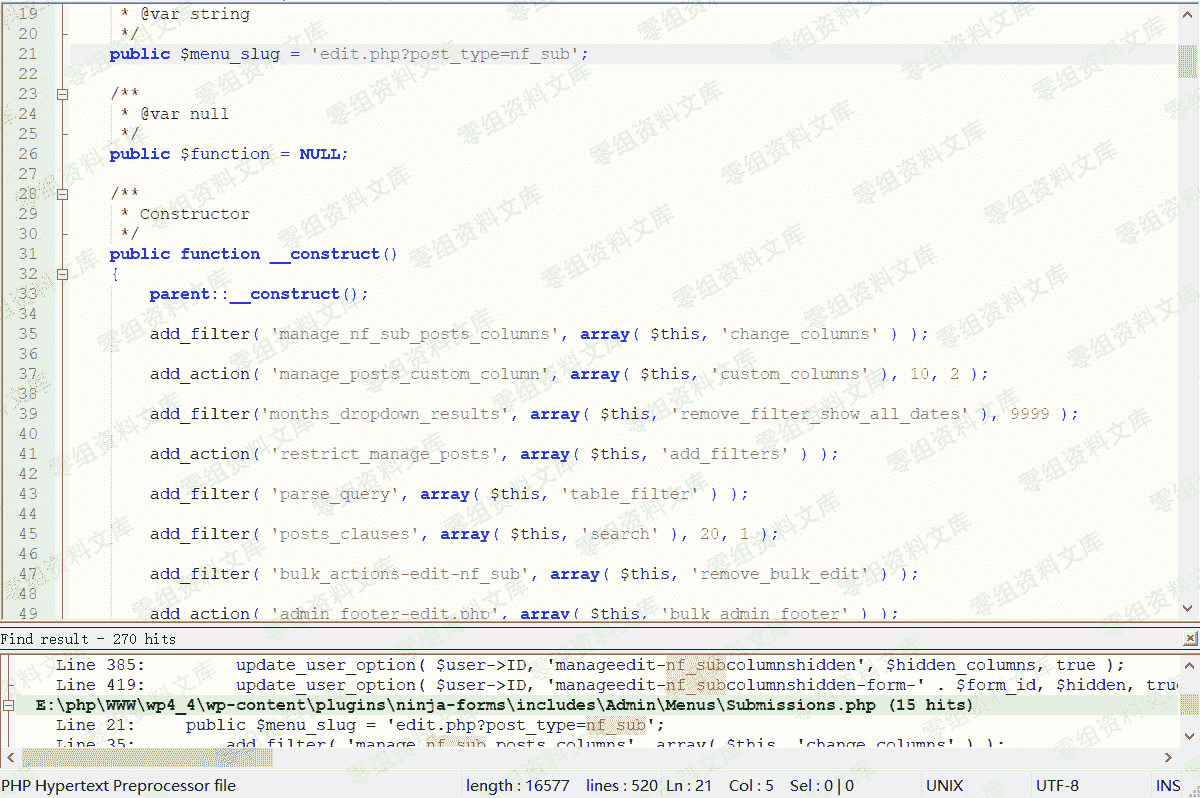 19 * @var string
20 */
21 public $menu_slug = 'edit.php?post_type=nf_sub';
22
23 /**
24 * @var null
25 */
26 public $function = NULL;
27
28 /**
29 * Constructor
30 */
31 public function __construct()
32 {
33 parent::__construct();
34
35 add_filter( 'manage_nf_sub_posts_columns', array( $this, 'change_columns' ) );
36
37 add_action( 'manage_posts_custom_column', array( $this, 'custom_columns' ), 10, 2 );
38
39 add_filter('months_dropdown_results', array( $this, 'remove_filter_show_all_dates' ), 9999 );
40
41 add_action( 'restrict_manage_posts', array( $this, 'add_filters' ) );
42
43 add_filter( 'parse_query', array( $this, 'table_filter' ) );
44
45 add_filter( 'posts_clauses', array( $this, 'search' ), 20, 1 );
46
47 add_filter( 'bulk_actions-edit-nf_sub', array( $this, 'remove_bulk_edit' ) );
48
49 add_action( 'admin_footer-edit.php', array( $this, 'bulk_admin_footer' ) );
Find result - 270 hits
Line 385: update_user_option( $user->ID, 'manageedit-nf_subcolumnshidden', $hidden_columns, true );
Line 419: update_user_option( $user->ID, 'manageedit-nf_subcolumnshidden-form-' . $form_id, $hidden, tru
E:\php\WWW\wp4_4\wp-content\plugins\ninja-forms\includes\Admin\Menus\Submissions.php (15 hits)
Line 21: public $menu_slug = 'edit.php?post_type=nf_sub';
Line 35: add_filter( 'manage_nf_sub_posts_columns', array( $this, 'change_columns' ) );
PHP Hypertext Preprocessor file length : 16577 lines : 520 Ln : 21 Col : 5 Sel : 0 | 0 UNIX UTF-8 INS
零组资料文库